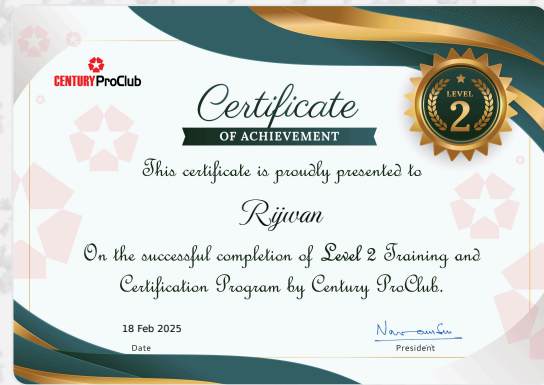 CENTURY ProClub
Certificate
OF ACHIEVEMENT
LEVEL
2
This certificate is proudly presented to
Rijwan
On the successful completion of Level 2 Training and
Certification Program by Century ProClub.
18 Feb 2025
Date
President